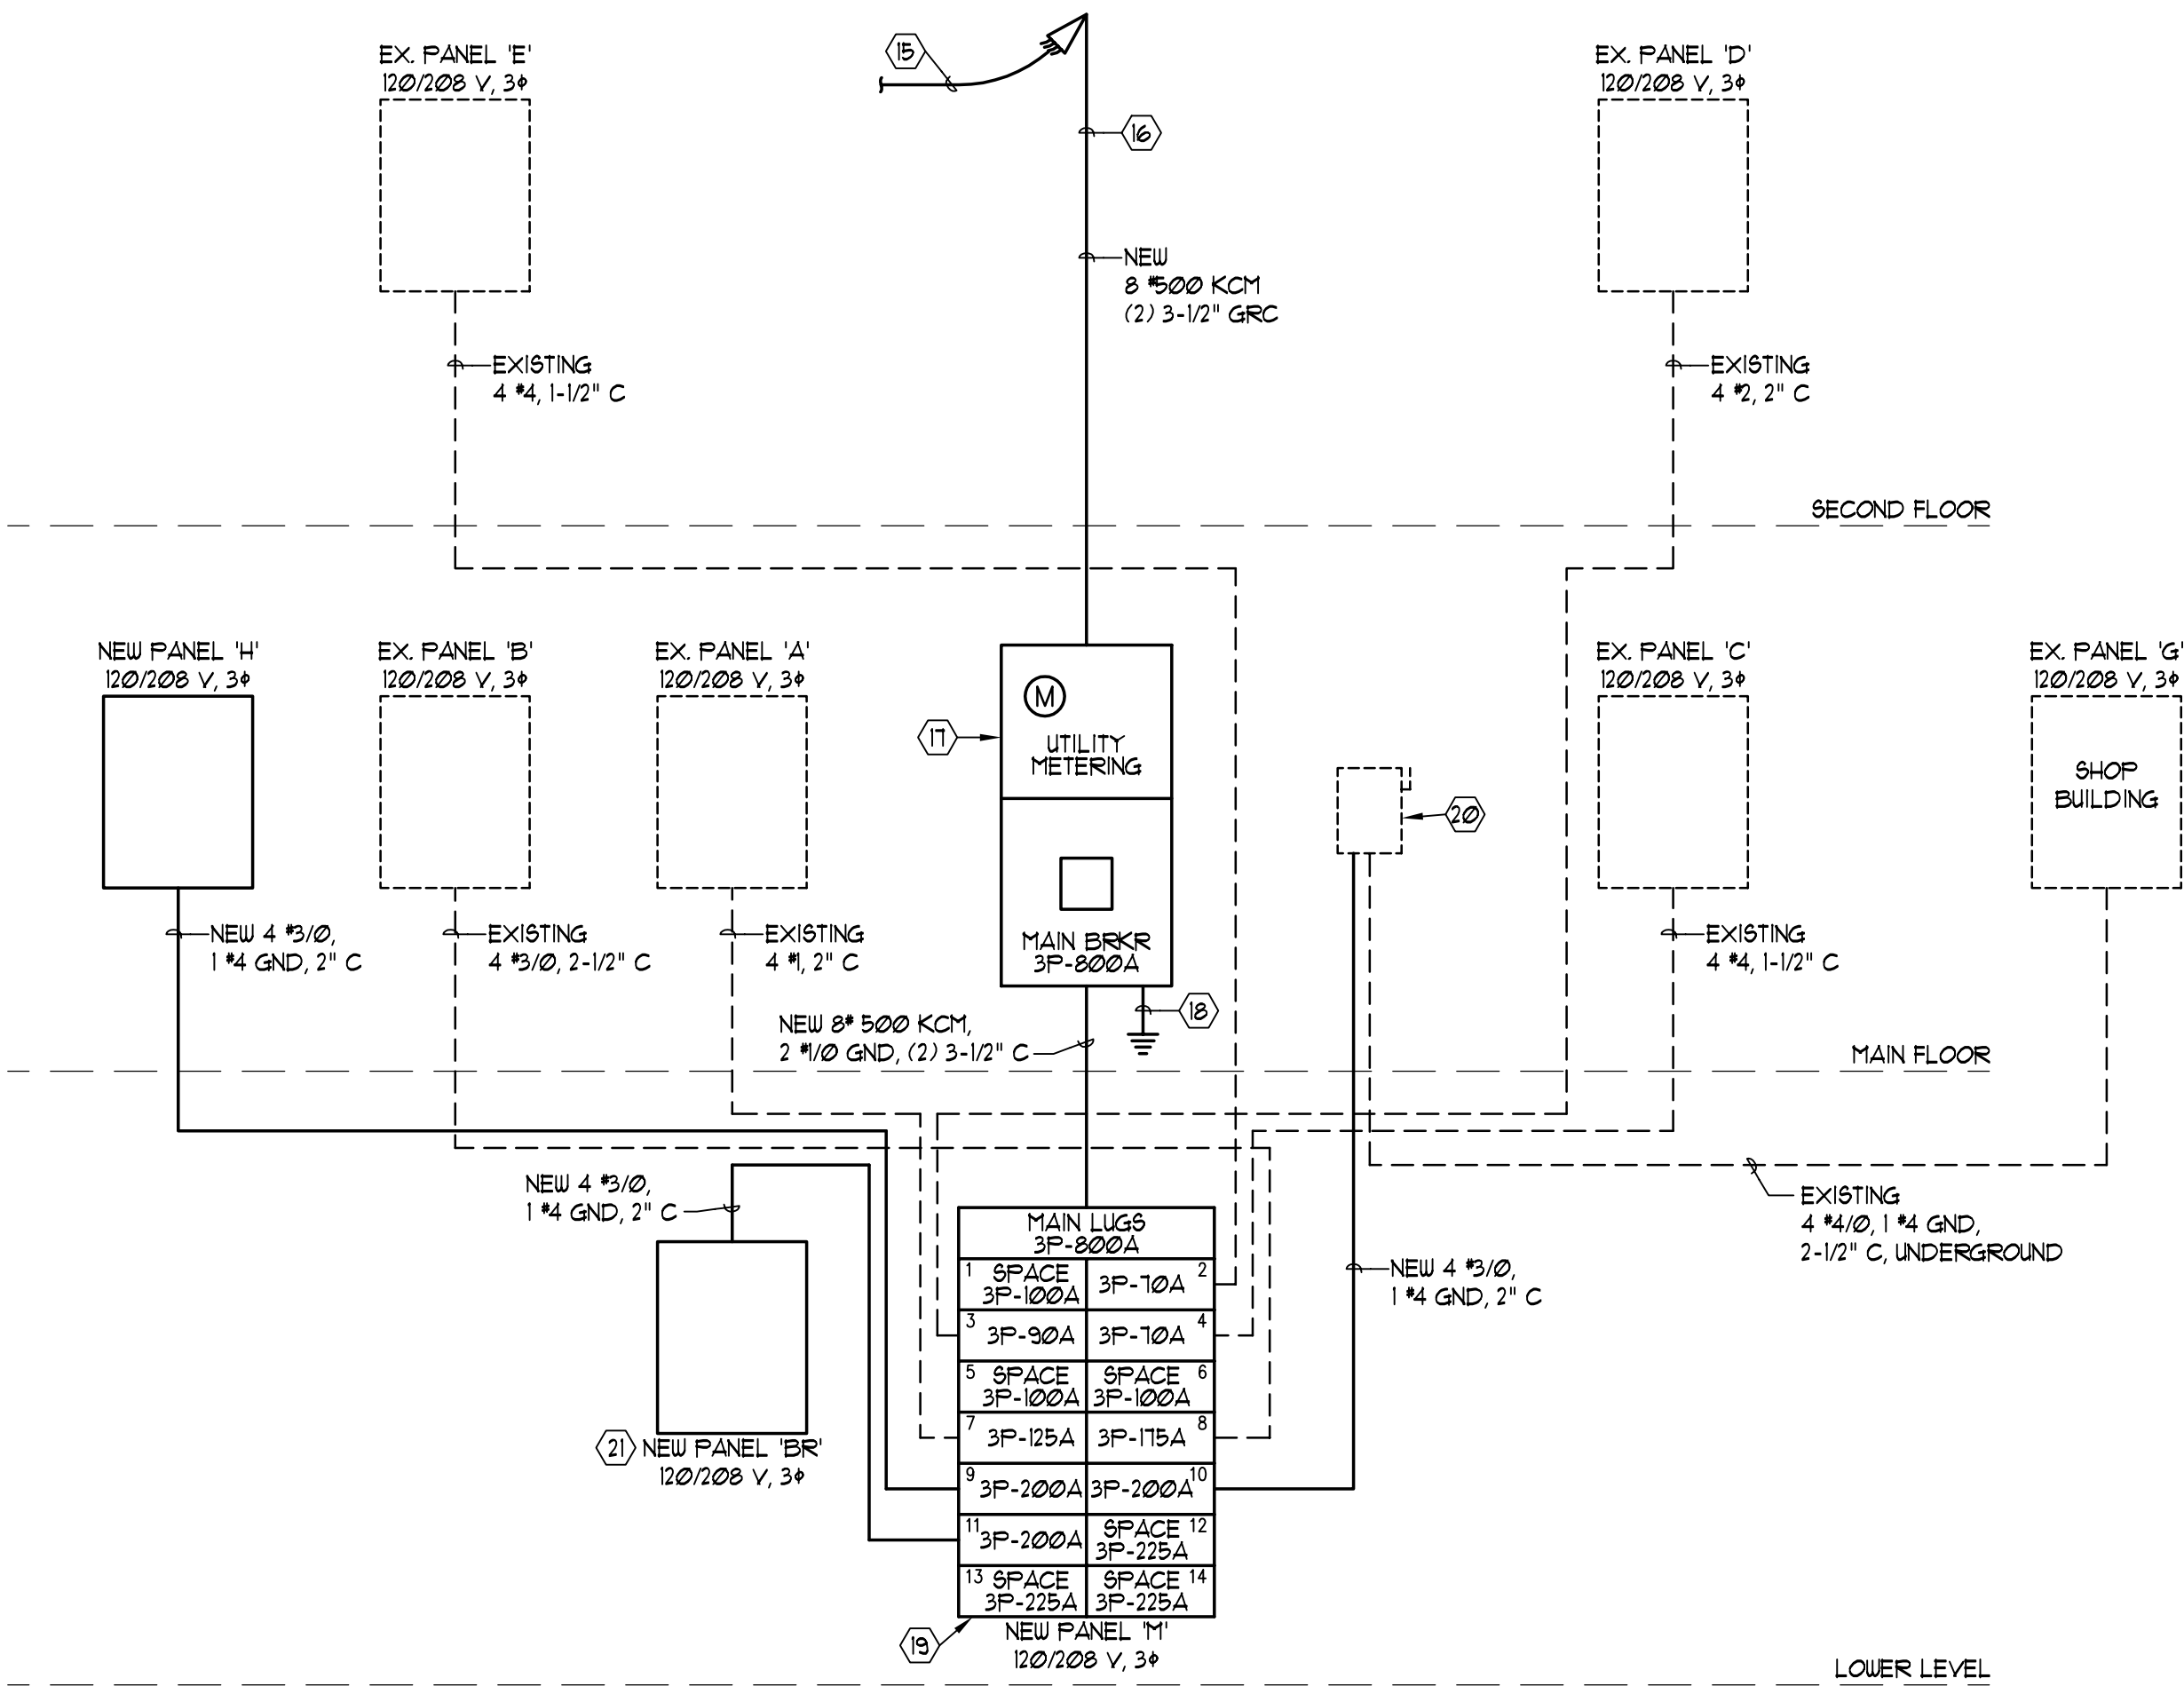 15
EX. PANEL 'E'
120/208 V, 3ϕ
EX. PANEL 'D'
120/208 V, 3ϕ
16
NEW
8 #500 KCM
(2) 3-1/2" GRC
EXISTING
4 #4, 1-1/2" C
EXISTING
4 #2, 2" C
SECOND FLOOR
NEW PANEL 'H'
120/208 V, 3ϕ
EX. PANEL 'B'
120/208 V, 3ϕ
EX. PANEL 'A'
120/208 V, 3ϕ
EX. PANEL 'C'
120/208 V, 3ϕ
EX. PANEL 'G'
120/208 V, 3ϕ
M
17
UTILITY
METERING
SHOP
BUILDING
20
NEW 4 #3/0,
1 #4 GND, 2" C
EXISTING
4 #3/0, 2-1/2" C
EXISTING
4 #1, 2" C
MAIN BRKR
3P-800A
EXISTING
4 #4, 1-1/2" C
18
NEW 8# 500 KCM,
2 #1/0 GND, (2) 3-1/2" C
MAIN FLOOR
NEW 4 #3/0,
1 #4 GND, 2" C
EXISTING
4 #4/0, 1 #4 GND,
2-1/2" C, UNDERGROUND
MAIN LUGS
3P-800A
NEW 4 #3/0,
1 #4 GND, 2" C
1 SPACE
3P-100A
3P-70A 2
3 3P-90A
3P-70A 4
5 SPACE
3P-100A
SPACE 6
3P-100A
7 3P-125A
3P-175A 8
9 3P-200A
3P-200A 10
11 3P-200A
SPACE 12
3P-225A
13 SPACE
3P-225A
SPACE 14
3P-225A
21 NEW PANEL 'BR'
120/208 V, 3ϕ
19
NEW PANEL 'M'
120/208 V, 3ϕ
LOWER LEVEL